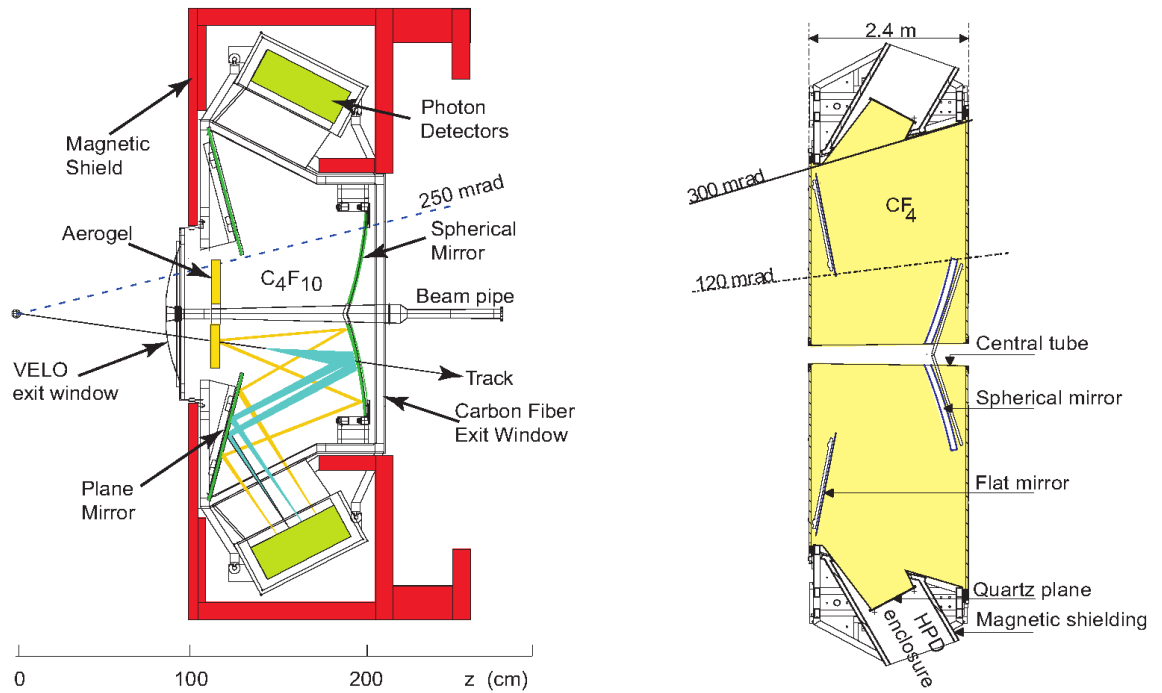 Magnetic
Shield
Aerogel
VELO
exit window
Plane
Mirror
Photon
Detectors
250 mrad
Spherical
Mirror
C4F10
Beam pipe
Track
Carbon Fiber
Exit Window
0
100
200
z (cm)
2.4 m
300 mrad
CF4
120 mrad
Central tube
Spherical mirror
Flat mirror
Quartz plane
Magnetic shielding
HPD
enclosure